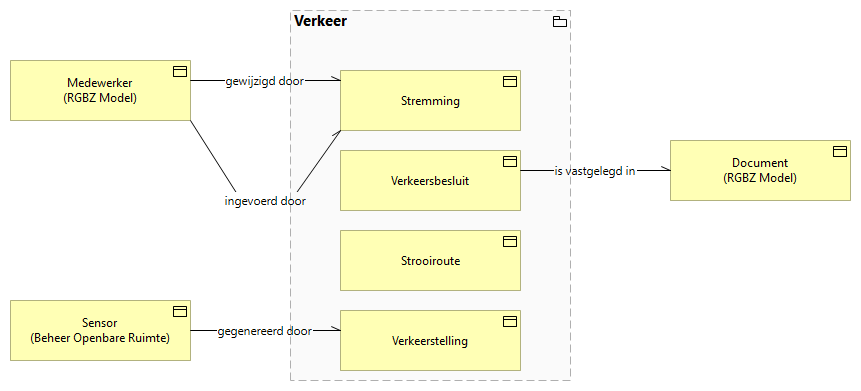 Verkeer
Medewerker
(RGBZ Model)
gewijzigd door
Stremming
ingevoerd door
Verkeersbesluit
is vastgelegd in
Document
(RGBZ Model)
Strooiroute
Sensor
(Beheer Openbare Ruimte)
gegenereerd door
Verkeerstelling